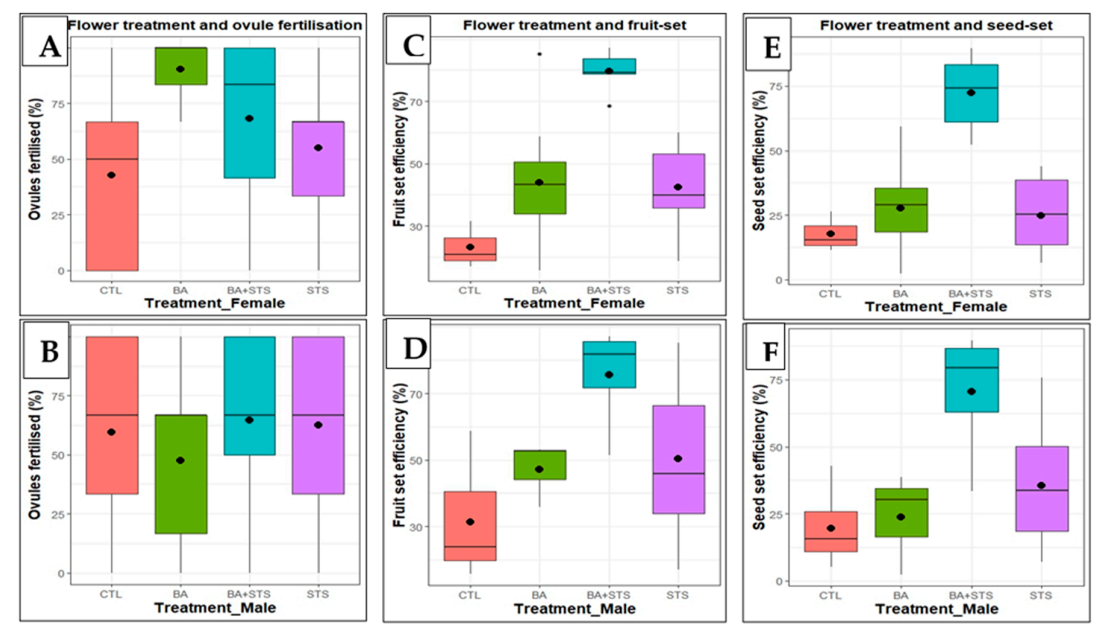 A
Flower treatment and ovule fertilisation
Ovules fertilised (%)
75
50
25
0
CTL BA BA+STS STS
Treatment_Female
C
Flower treatment and fruit-set
Fruit set efficiency (%)
70
50
30
CTL BA BA+STS STS
Treatment_Female
E
Flower treatment and seed-set
Seed set efficiency (%)
75
50
25
0
CTL BA BA+STS STS
Treatment_Female
B
Ovules fertilised (%)
75
50
25
0
CTL BA BA+STS STS
Treatment_Male
D
Fruit set efficiency (%)
70
50
30
CTL BA BA+STS STS
Treatment_Male
F
Seed set efficiency (%)
75
50
25
0
CTL BA BA+STS STS
Treatment_Male